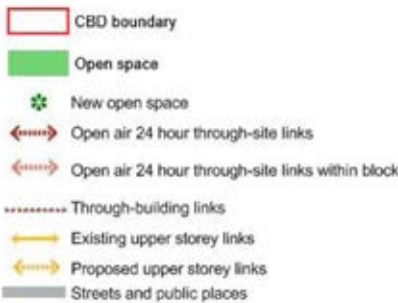 CBD boundary
Open space
New open space
Open air 24 hour through-site links
Open air 24 hour through-site links within block
Through-building links
Existing upper storey links
Proposed upper storey links
Streets and public places